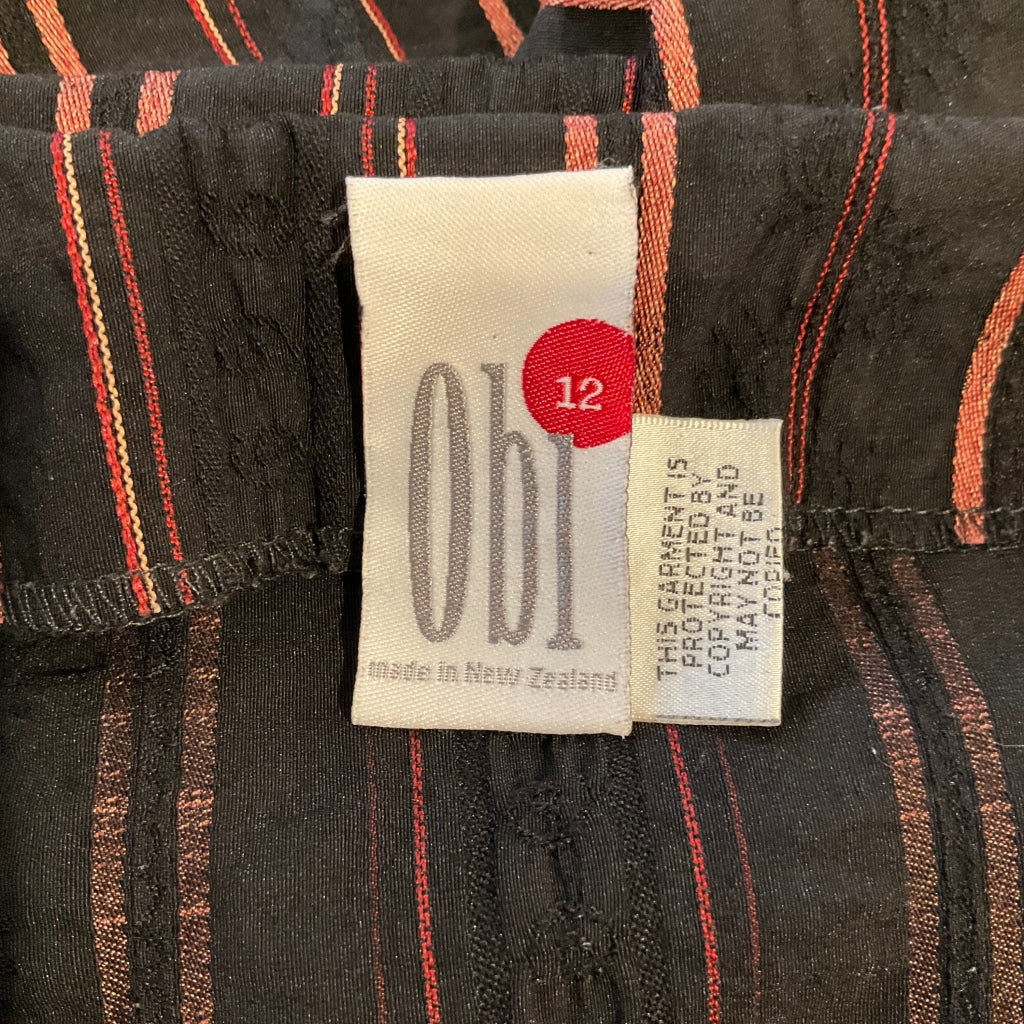 12
Obi
made in New Zealand
THIS GARMENT IS
PROTECTED BY
COPYRIGHT AND
MAY NOT BE
COPIED